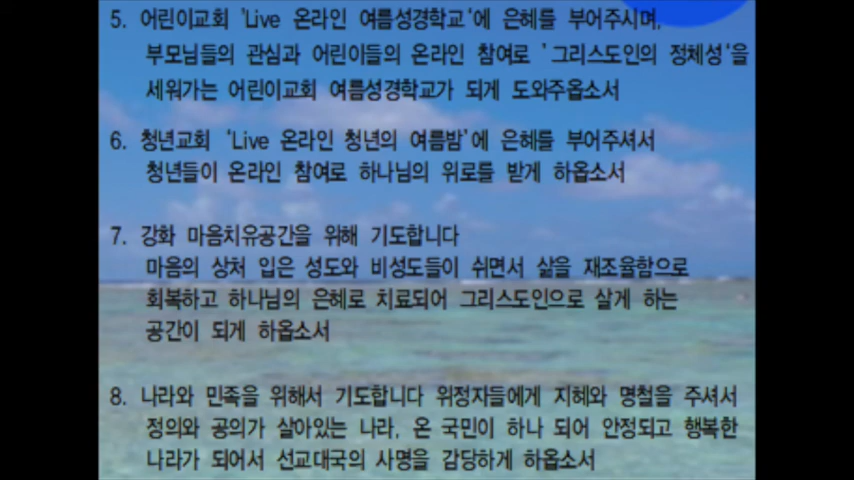 5. 어린이교회 'Live 온라인 여름성경학교'에 은혜를 부어주시며,
부모님들의 관심과 어린이들의 온라인 참여로 '그리스도인의 정체성'을
세워가는 어린이교회 여름성경학교가 되게 도와주옵소서
6. 청년교회 'Live 온라인 청년의 여름밤'에 은혜를 부어주셔서
청년들이 온라인 참여로 하나님의 위로를 받게 하옵소서
7. 강화 마음치유공간을 위해 기도합니다
마음의 상처 입은 성도와 비성도들이 쉬면서 삶을 재조율함으로
회복하고 하나님의 은혜로 치료되어 그리스도인으로 살게 하는
공간이 되게 하옵소서
8. 나라와 민족을 위해서 기도합니다 위정자들에게 지혜와 명철을 주셔서
정의와 공의가 살아있는 나라, 온 국민이 하나 되어 안정되고 행복한
나라가 되어서 선교대국의 사명을 감당하게 하옵소서